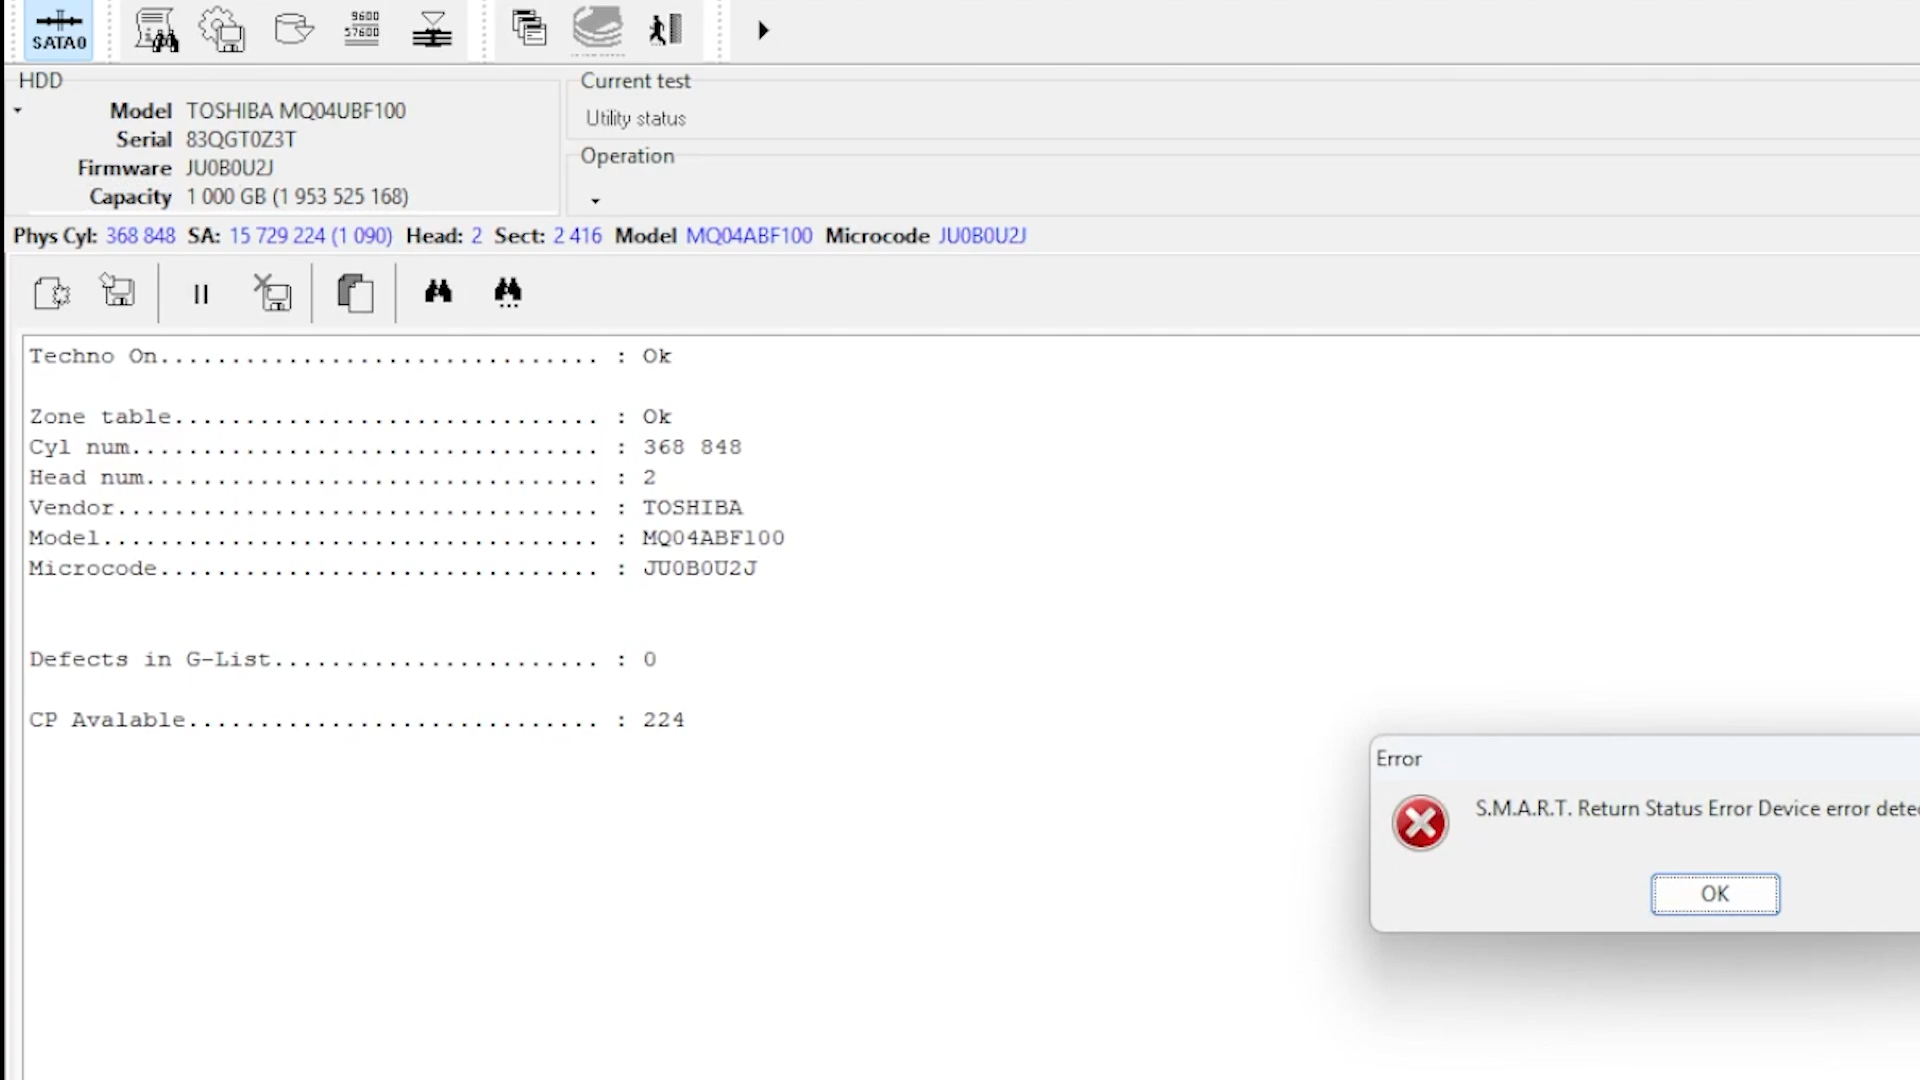 SATA0
9600
57600
HDD
Model TOSHIBA MQ04UBF100
Serial 83QGT0Z3T
Firmware JU0B0U2J
Capacity 1 000 GB (1 953 525 168)
Current test
Utility status
Operation
Phys Cyl: 368 848 SA: 15 729 224 (1 090) Head: 2 Sect: 2 416 Model MQ04ABF100 Microcode JU0B0U2J
Techno On............................... : Ok
Zone table.............................. : Ok
Cyl num................................. : 368 848
Head num................................ : 2
Vendor.................................. : TOSHIBA
Model................................... : MQ04ABF100
Microcode............................... : JU0B0U2J
Defects in G-List....................... : 0
CP Avalable............................. : 224
Error
S.M.A.R.T. Return Status Error Device error detec
OK